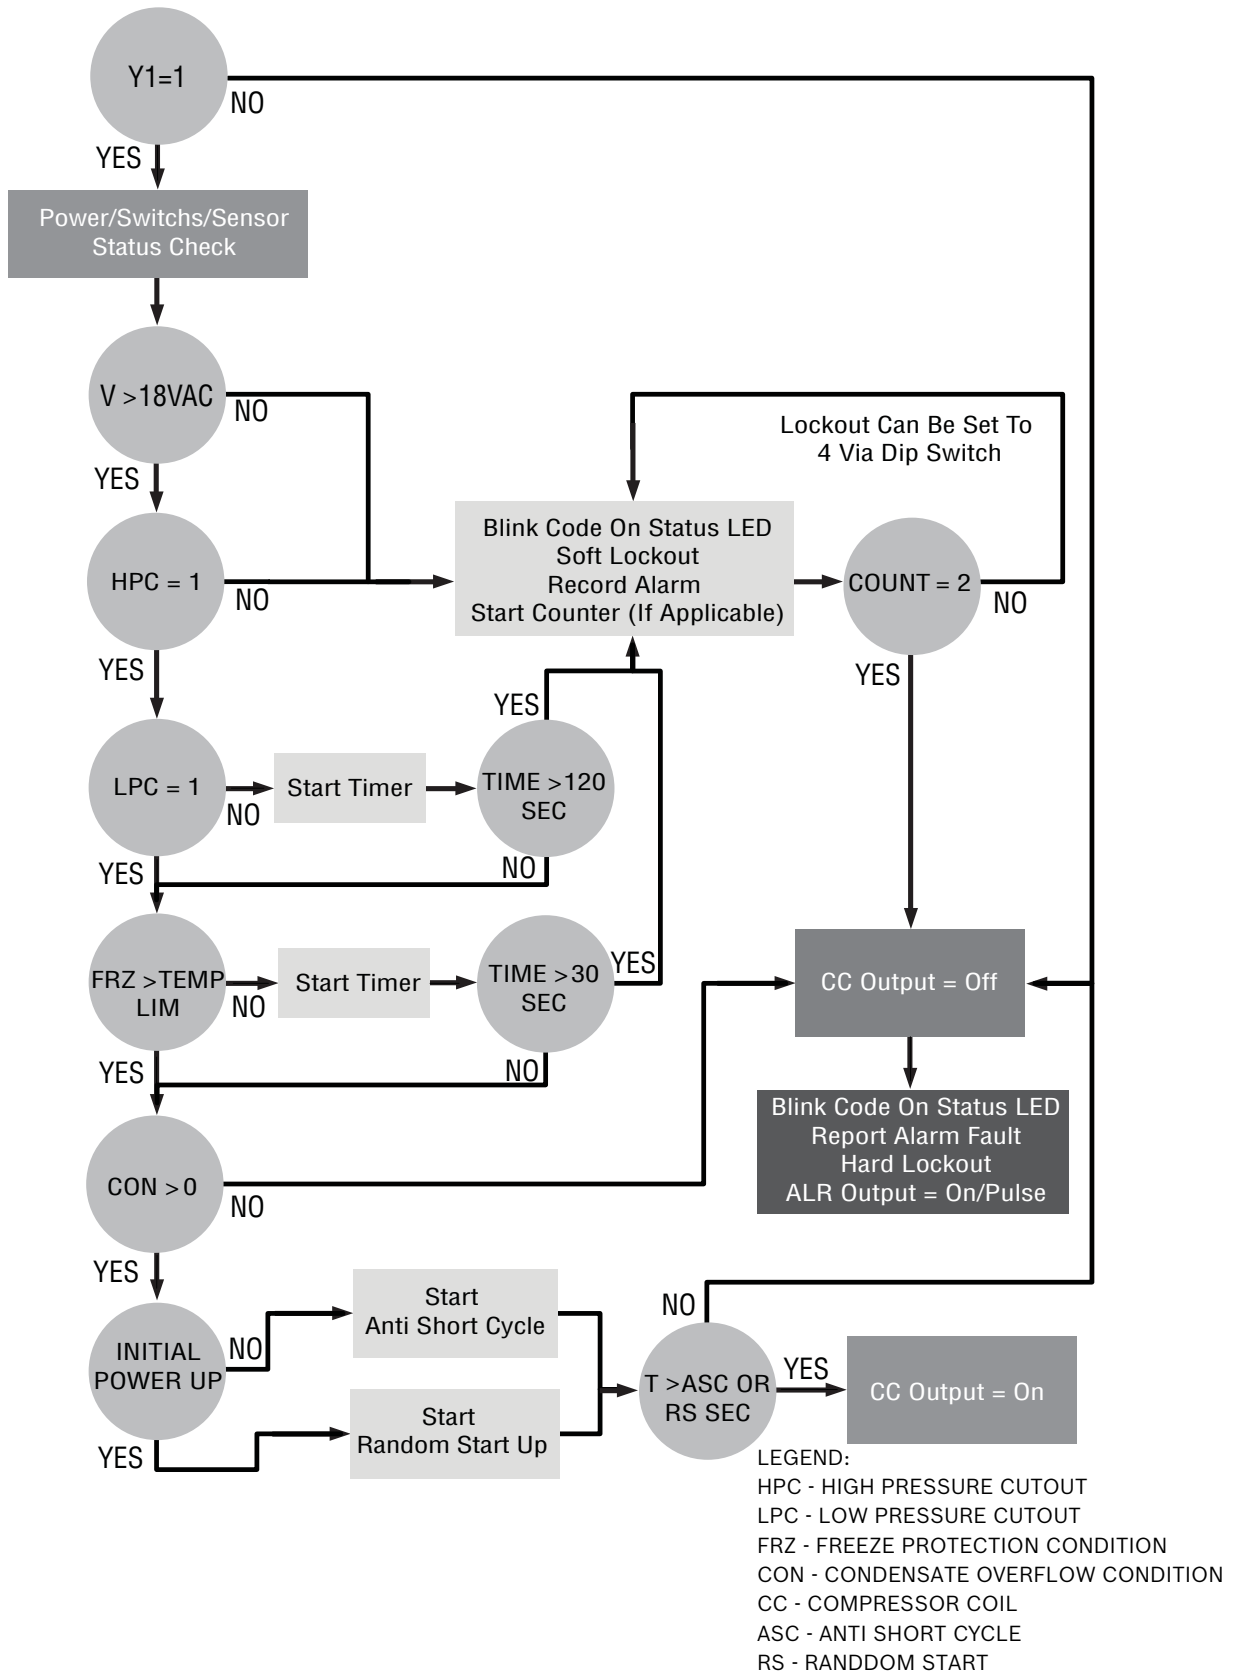 Y1=1
NO
YES
Power/Switchs/Sensor
Status Check
V >18VAC
NO
YES
Lockout Can Be Set To
4 Via Dip Switch
HPC = 1
NO
YES
Blink Code On Status LED
Soft Lockout
Record Alarm
Start Counter (If Applicable)
COUNT = 2
NO
YES
LPC = 1
NO
YES
Start Timer
TIME >120
SEC
YES
NO
FRZ >TEMP
LIM
NO
YES
Start Timer
TIME >30
SEC
YES
NO
CC Output = Off
Blink Code On Status LED
Report Alarm Fault
Hard Lockout
ALR Output = On/Pulse
CON >0
NO
YES
INITIAL
POWER UP
NO
YES
Start
Anti Short Cycle
Start
Random Start Up
T >ASC OR
RS SEC
NO
YES
CC Output = On
LEGEND:
HPC - HIGH PRESSURE CUTOUT
LPC - LOW PRESSURE CUTOUT
FRZ - FREEZE PROTECTION CONDITION
CON - CONDENSATE OVERFLOW CONDITION
CC - COMPRESSOR COIL
ASC - ANTI SHORT CYCLE
RS - RANDDOM START